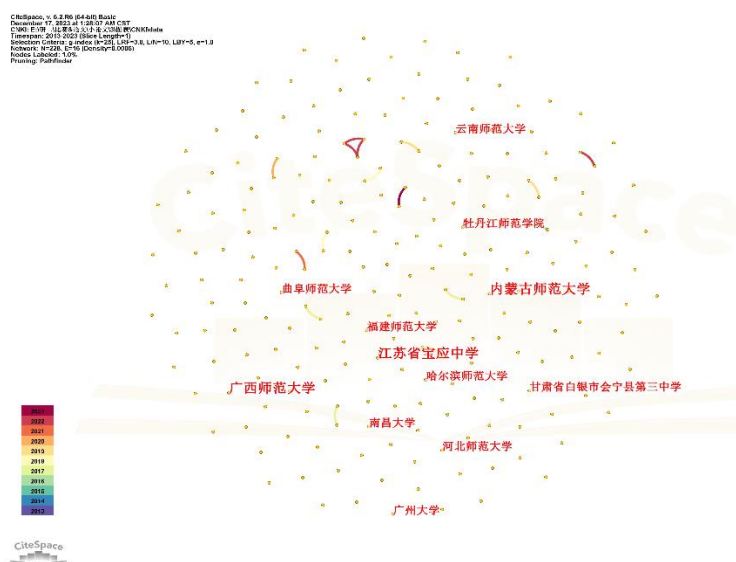 CiteSpace, v. 6.2.R6 (64-bit) Basic
December 17, 2023 at 1:28:07 AM CST
Timespan: 2013-2023 (Slice Length=1)
Selection Criteria: g-index (k=25), LRF=3.0, L/N=10, LBY=5, e=1.0
Network: N=228, E=16 (Density=0.0006)
Nodes Labeled: 1.0%
Pruning: Pathfinder
云南师范大学
CiteSpace
牡丹江师范学院
曲阜师范大学
内蒙古师范大学
福建师范大学
江苏省宝应中学
哈尔滨师范大学
广西师范大学
甘肃省白银市会宁县第三中学
南昌大学
河北师范大学
广州大学
2023
2022
2021
2020
2019
2018
2017
2016
2015
2014
2013
CiteSpace